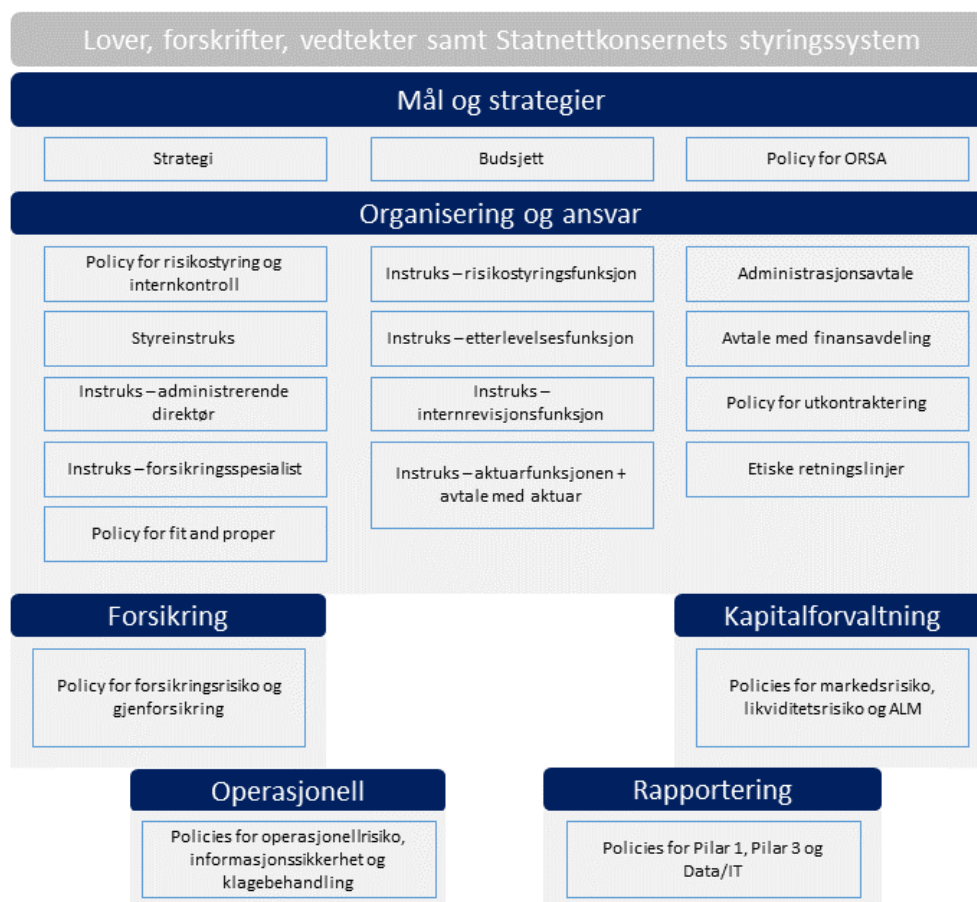 Lover, forskrifter, vedtekter samt Statnettkonsernets styringssystem
Mål og strategier
Strategi
Budsjett
Policy for ORSA
Organisering og ansvar
Policy for risikostyring og
internkontroll
Styreinstruks
Instruks – administrerende
direktør
Instruks – forsikringsspesialist
Policy for fit and proper
Instruks – risikostyringsfunksjon
Instruks – etterlevelsesfunksjon
Instruks –
internrevisjonsfunksjon
Instruks – aktuarfunksjonen +
avtale med aktuar
Administrasjonsavtale
Avtale med finansavdeling
Policy for utkontraktering
Etiske retningslinjer
Forsikring
Policy for forsikringsrisiko og
gjenforsikring
Kapitalforvaltning
Policies for markedsrisiko,
likviditetsrisiko og ALM
Operasjonell
Policies for operasjonellrisiko,
informasjonssikkerhet og
klagebehandling
Rapportering
Policies for Pilar 1, Pilar 3 og
Data/IT